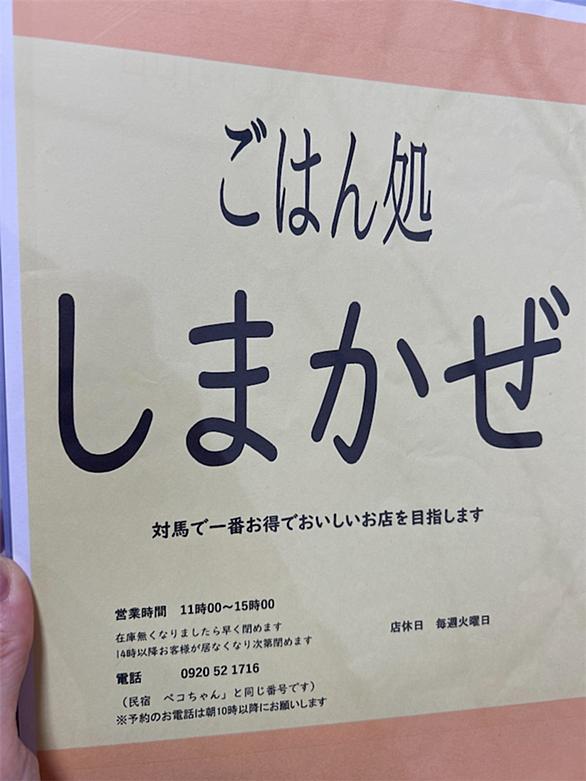 ごはん処
しまかぜ
対馬で一番お得でおいしいお店を目指します
営業時間　11時00〜15時00
在庫無くなりましたら早く閉めます
14時以降お客様が居なくなり次第閉めます
店休日　毎週火曜日
電話　0920 52 1716
（民宿　ペコちゃん」と同じ番号です）
※予約のお電話は朝10時以降にお願いします